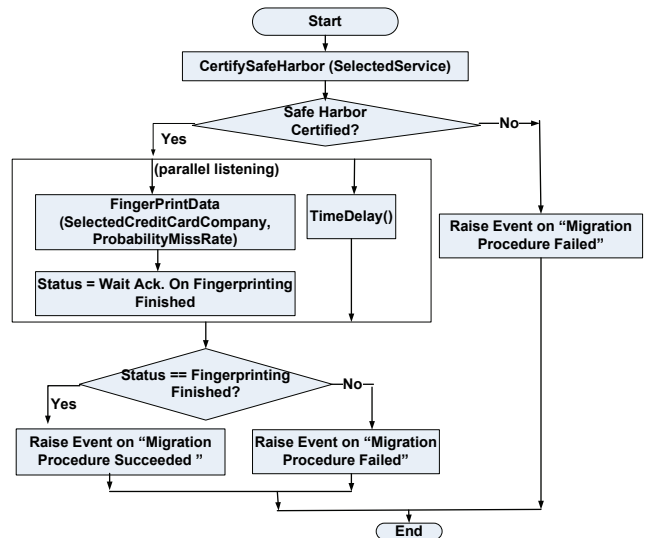 Start
CertifySafeHarbor (SelectedService)
Safe Harbor
Certified?
Yes
No
(parallel listening)
FingerPrintData
(SelectedCreditCardCompany,
ProbabilityMissRate)
TimeDelay()
Raise Event on “Migration
Procedure Failed”
Status = Wait Ack. On Fingerprinting
Finished
Status == Fingerprinting
Finished?
Yes
No
Raise Event on “Migration
Procedure Succeeded ”
Raise Event on “Migration
Procedure Failed”
End